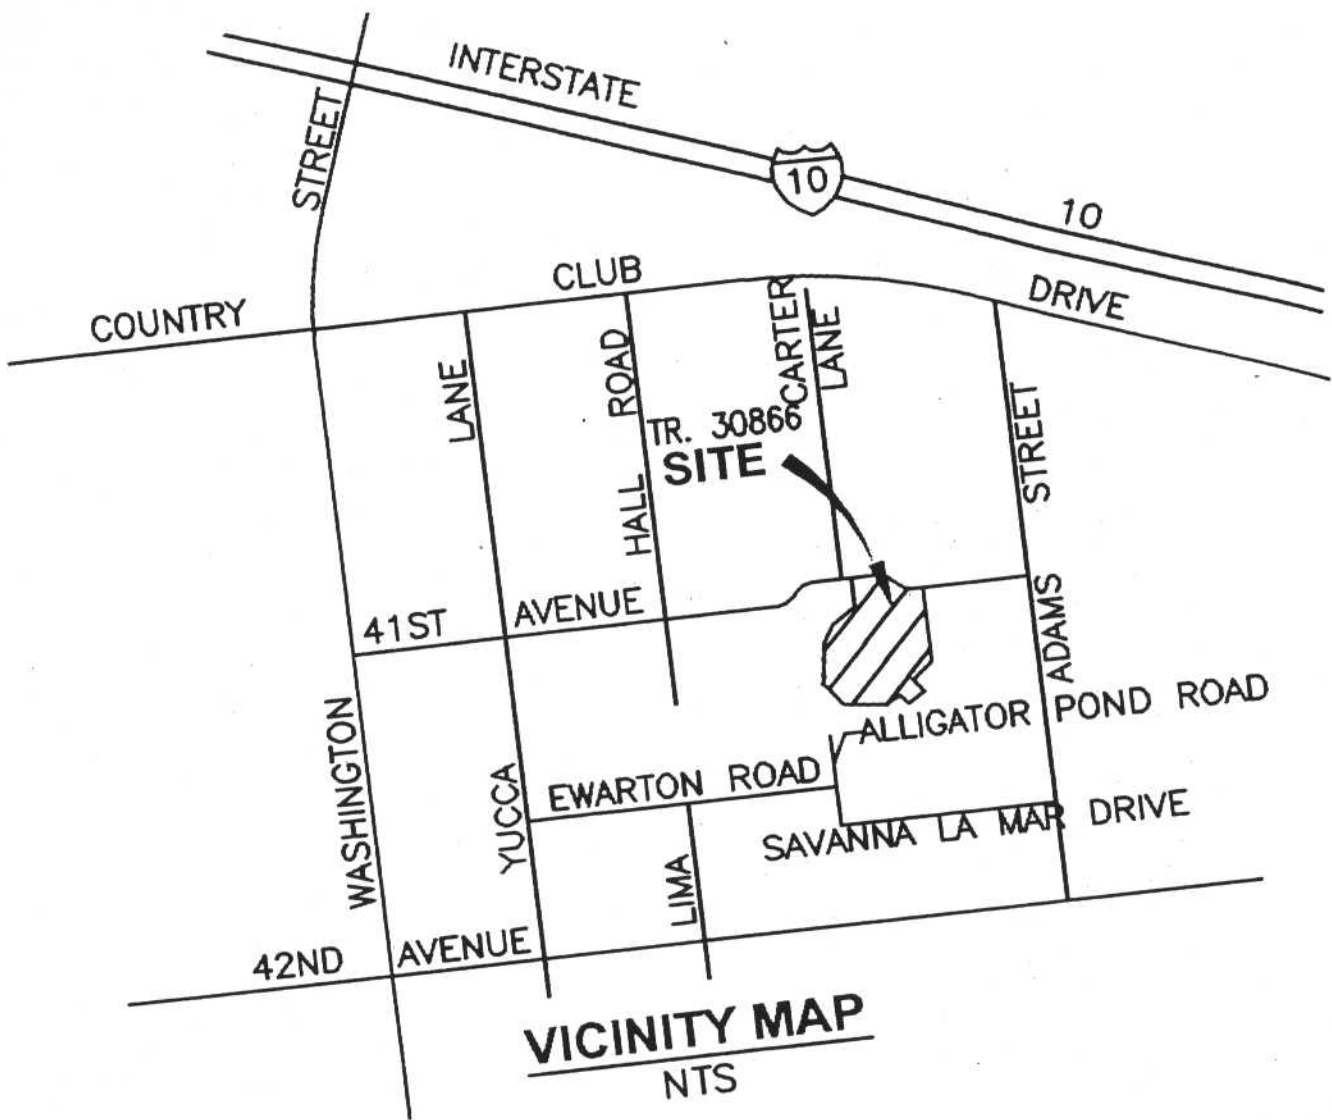 INTERSTATE
10
10
STREET
COUNTRY
CLUB
DRIVE
LANE
ROAD
CARTER
LANE
TR. 30866
SITE
HALL
STREET
41ST
AVENUE
ADAMS
WASHINGTON
YUCCA
EWARTON ROAD
ALLIGATOR POND ROAD
SAVANNA LA MAR DRIVE
LIMA
42ND
AVENUE
VICINITY MAP
NTS